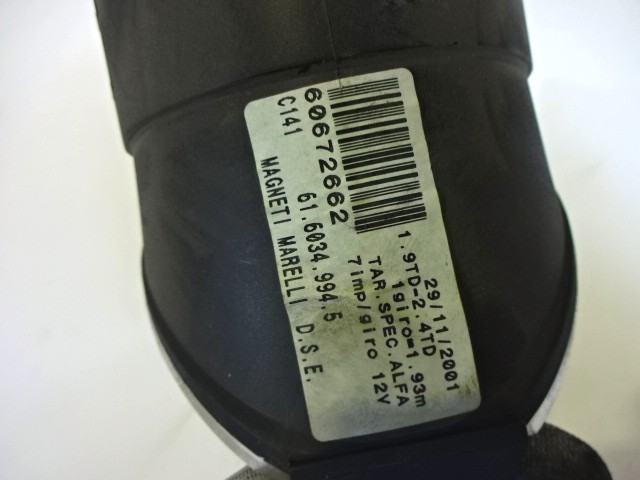 29/11/2001
1.9TD-2.4TD
1giro=1.93m
TAR.SPEC.ALFA
7imp/giro 12V
60672662
61.6034.994.5
C141
MAGNETI MARELLI D.S.E.